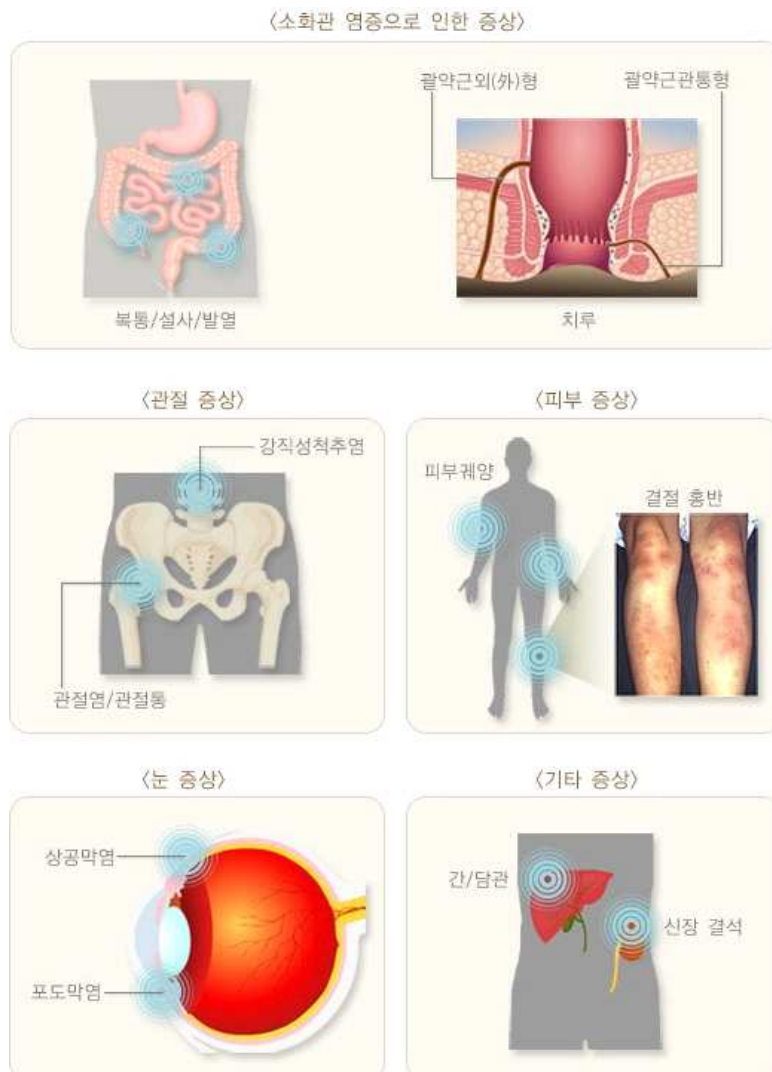 <소화관 염증으로 인한 증상>
괄약근외(外)형
괄약근관통형
복통/설사/발열
치루
<관절 증상>
강직성척추염
관절염/관절통
<피부 증상>
피부궤양
결절 홍반
<눈 증상>
상공막염
포도막염
<기타 증상>
간/담관
신장 결석